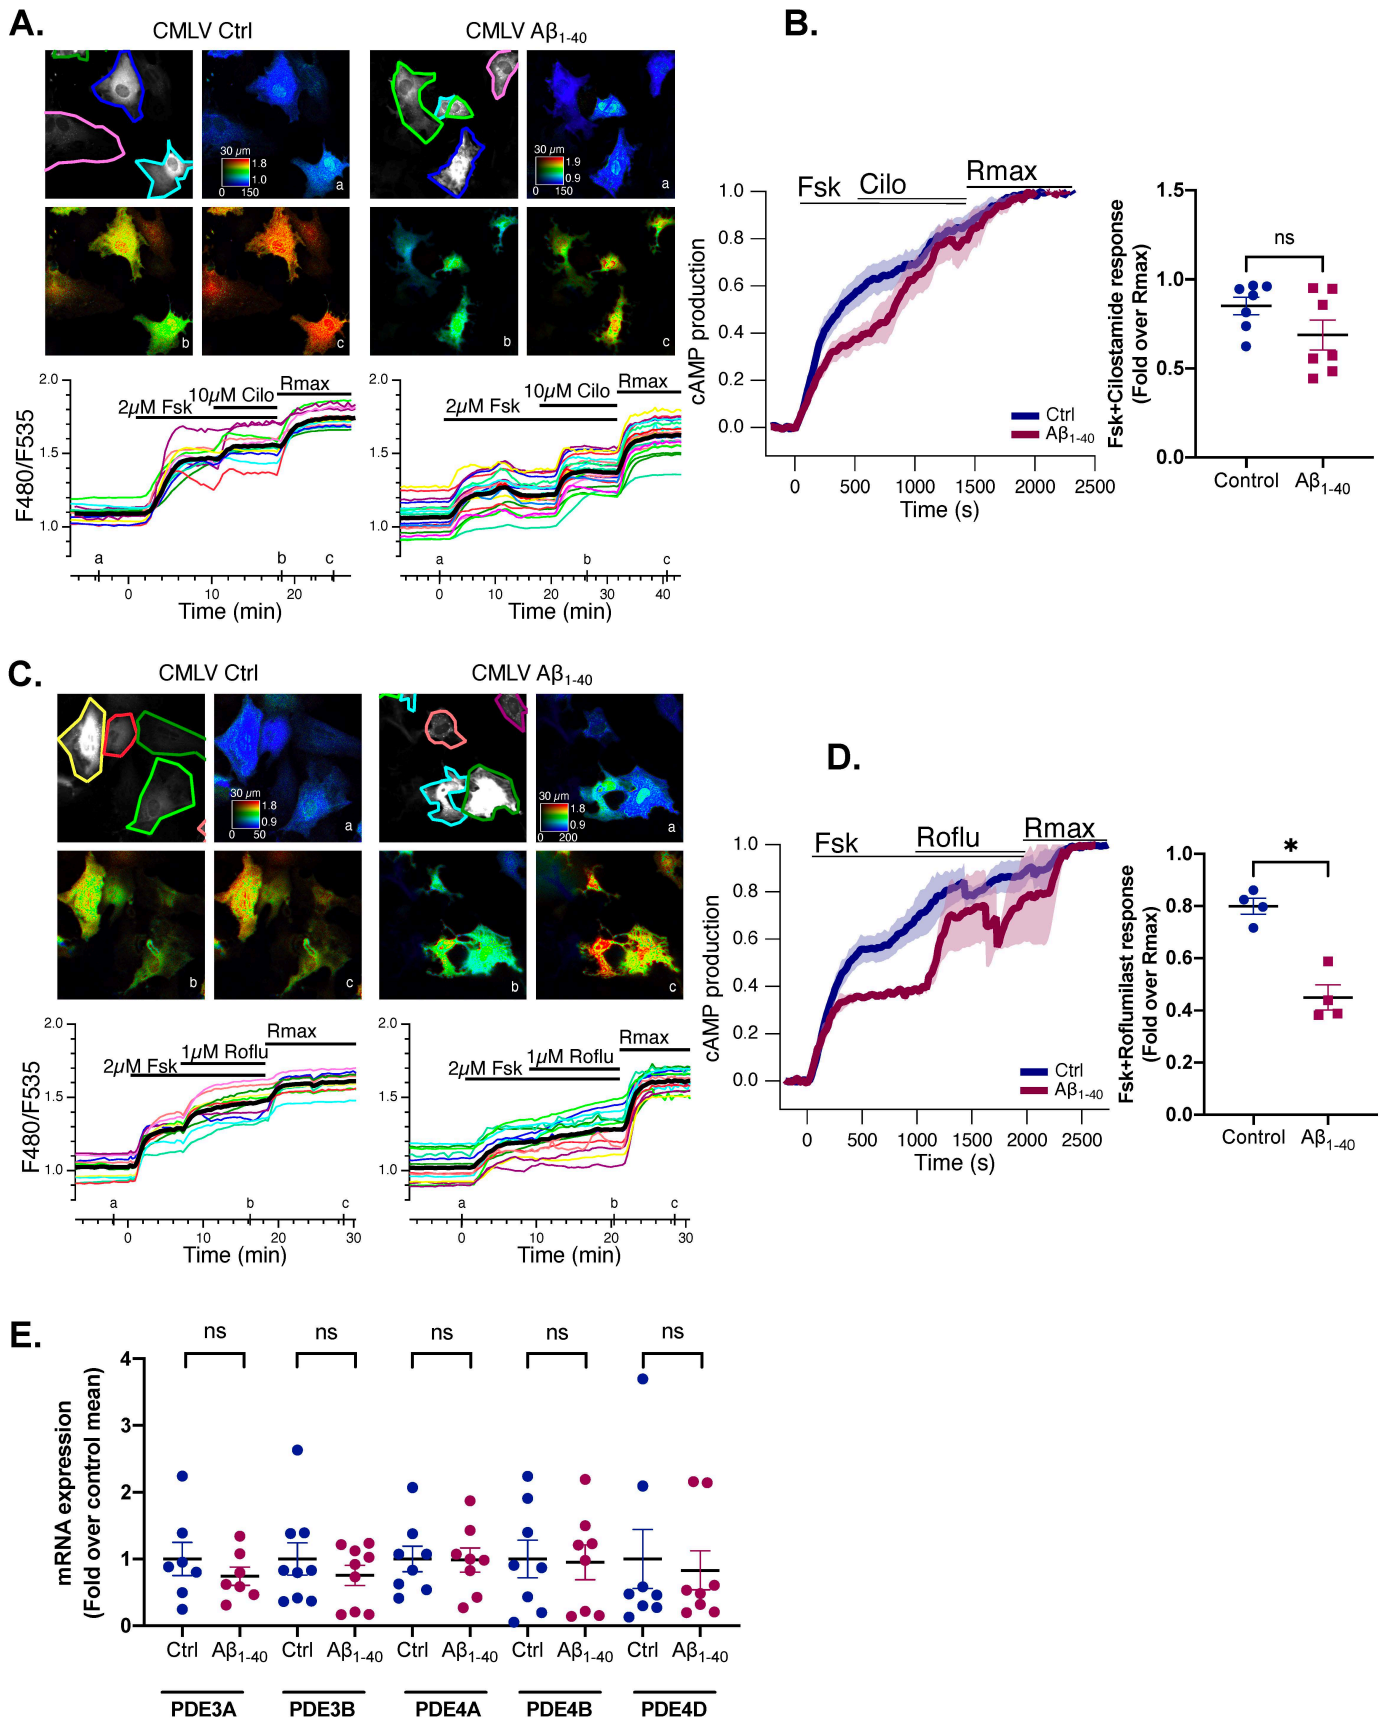 A.
CMLV Ctrl
CMLV Aβ1-40
30 µm
1.8
1.0
0 150
a
30 µm
1.9
0.9
0 150
a
b
c
b
c
2.0
1.5
1.0
F480/F535
2µM Fsk
10µM Cilo
Rmax
a
b
c
0
10
20
Time (min)
2.0
1.5
1.0
2µM Fsk
10µM Cilo
Rmax
a
b
c
0
10
20
30
40
Time (min)
B.
cAMP production
1.0
0.8
0.6
0.4
0.2
0.0
Fsk
Cilo
Rmax
Ctrl
Aβ1-40
0
500
1000
1500
2000
2500
Time (s)
Fsk+Cilostamide response
(Fold over Rmax)
1.5
1.0
0.5
0.0
ns
Control
Aβ1-40
C.
CMLV Ctrl
CMLV Aβ1-40
30 µm
1.8
0.9
0 50
a
30 µm
1.8
0.9
0 200
a
b
c
b
c
2.0
1.5
1.0
F480/F535
2µM Fsk
1µM Roflu
Rmax
a
b
c
0
10
20
30
Time (min)
2.0
1.5
1.0
2µM Fsk
1µM Roflu
Rmax
a
b
c
0
10
20
30
Time (min)
D.
cAMP production
1.0
0.8
0.6
0.4
0.2
0.0
Fsk
Roflu
Rmax
Ctrl
Aβ1-40
0
500
1000
1500
2000
2500
Time (s)
Fsk+Roflumilast response
(Fold over Rmax)
1.0
0.8
0.6
0.4
0.2
0.0
*
Control
Aβ1-40
E.
mRNA expression
(Fold over control mean)
4
3
2
1
0
ns
ns
ns
ns
ns
Ctrl Aβ1-40 Ctrl Aβ1-40 Ctrl Aβ1-40 Ctrl Aβ1-40 Ctrl Aβ1-40
PDE3A PDE3B PDE4A PDE4B PDE4D